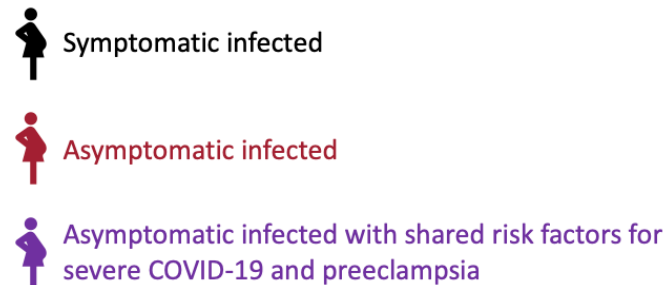 Symptomatic infected
Asymptomatic infected
Asymptomatic infected with shared risk factors for
severe COVID-19 and preeclampsia